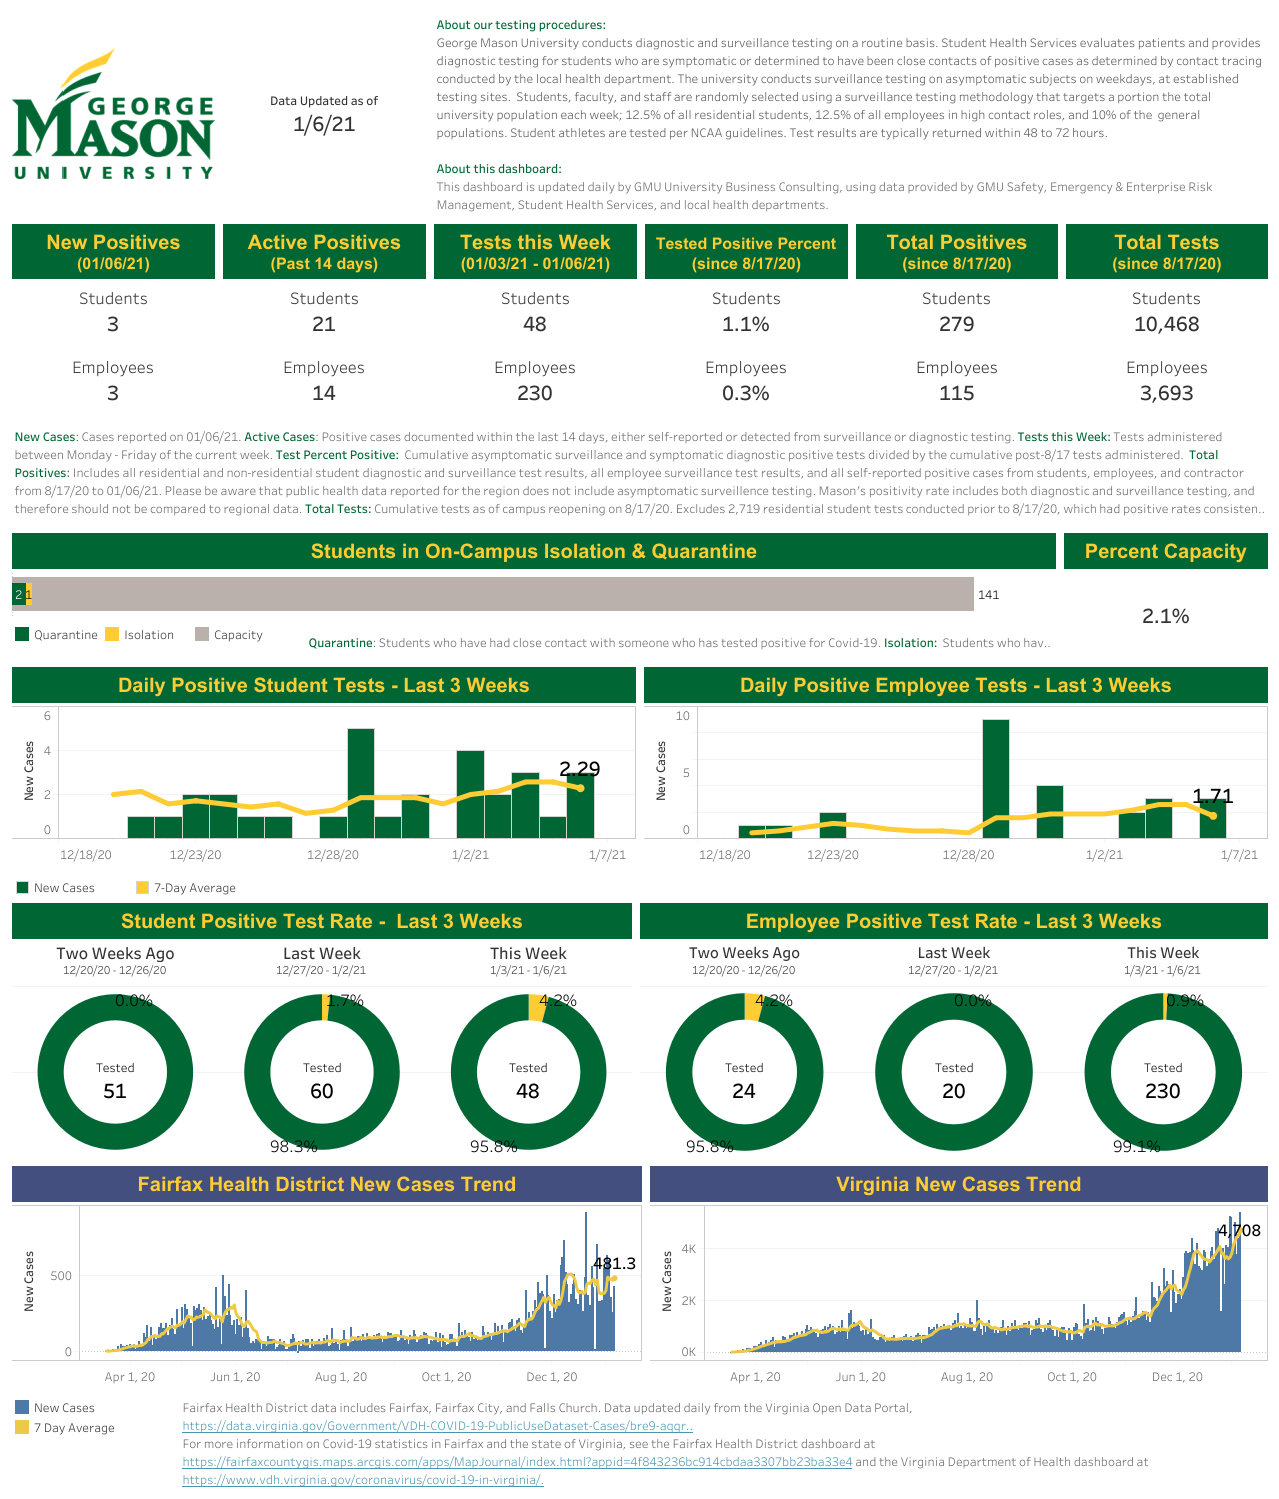 About our testing procedures:
George Mason University conducts diagnostic and surveillance testing on a routine basis. Student Health Services evaluates patients and provides
diagnostic testing for students who are symptomatic or determined to have been close contacts of positive cases as determined by contact tracing
conducted by the local health department. The university conducts surveillance testing on asymptomatic subjects on weekdays, at established
testing sites. Students, faculty, and staff are randomly selected using a surveillance testing methodology that targets a portion the total
university population each week; 12.5% of all residential students, 12.5% of all employees in high contact roles, and 10% of the general
populations. Student athletes are tested per NCAA guidelines. Test results are typically returned within 48 to 72 hours.
About this dashboard:
This dashboard is updated daily by GMU University Business Consulting, using data provided by GMU Safety, Emergency & Enterprise Risk
Management, Student Health Services, and local health departments.
GEORGE
MASON
UNIVERSITY
Data Updated as of
1/6/21
New Positives Active Positives Tests this Week Tested Positive Percent Total Positives Total Tests
(01/06/21) (Past 14 days) (01/03/21 - 01/06/21) (since 8/17/20) (since 8/17/20) (since 8/17/20)
Students Students Students Students Students Students
3 21 48 1.1% 279 10,468
Employees Employees Employees Employees Employees Employees
3 14 230 0.3% 115 3,693
New Cases: Cases reported on 01/06/21. Active Cases: Positive cases documented within the last 14 days, either self-reported or detected from surveillance or diagnostic testing. Tests this Week: Tests administered
between Monday - Friday of the current week. Test Percent Positive: Cumulative asymptomatic surveillance and symptomatic diagnostic positive tests divided by the cumulative post-8/17 tests administered. Total
Positives: Includes all residential and non-residential student diagnostic and surveillance test results, all employee surveillance test results, and all self-reported positive cases from students, employees, and contractor
from 8/17/20 to 01/06/21. Please be aware that public health data reported for the region does not include asymptomatic surveillence testing. Mason's positivity rate includes both diagnostic and surveillance testing, and
therefore should not be compared to regional data. Total Tests: Cumulative tests as of campus reopening on 8/17/20. Excludes 2,719 residential student tests conducted prior to 8/17/20, which had positive rates consisten..
Students in On-Campus Isolation & Quarantine Percent Capacity
2 1 141
2.1%
Quarantine Isolation Capacity
Quarantine: Students who have had close contact with someone who has tested positive for Covid-19. Isolation: Students who hav..
Daily Positive Student Tests - Last 3 Weeks
New Cases
6
4
2
0
2.29
12/18/20 12/23/20 12/28/20 1/2/21 1/7/21
New Cases 7-Day Average
Daily Positive Employee Tests - Last 3 Weeks
New Cases
10
5
0
1.71
12/18/20 12/23/20 12/28/20 1/2/21 1/7/21
Student Positive Test Rate - Last 3 Weeks
Two Weeks Ago Last Week This Week
12/20/20 - 12/26/20 12/27/20 - 1/2/21 1/3/21 - 1/6/21
0.0% 1.7% 4.2%
Tested Tested Tested
51 60 48
98.3% 95.8%
Employee Positive Test Rate - Last 3 Weeks
Two Weeks Ago Last Week This Week
12/20/20 - 12/26/20 12/27/20 - 1/2/21 1/3/21 - 1/6/21
4.2% 0.0% 0.9%
Tested Tested Tested
24 20 230
95.8% 99.1%
Fairfax Health District New Cases Trend
New Cases
500
0
481.3
Apr 1, 20 Jun 1, 20 Aug 1, 20 Oct 1, 20 Dec 1, 20
Virginia New Cases Trend
New Cases
4K
2K
0K
4,708
Apr 1, 20 Jun 1, 20 Aug 1, 20 Oct 1, 20 Dec 1, 20
New Cases
7 Day Average
Fairfax Health District data includes Fairfax, Fairfax City, and Falls Church. Data updated daily from the Virginia Open Data Portal,
https://data.virginia.gov/Government/VDH-COVID-19-PublicUseDataset-Cases/bre9-aqqr..
For more information on Covid-19 statistics in Fairfax and the state of Virginia, see the Fairfax Health District dashboard at
https://fairfaxcountygis.maps.arcgis.com/apps/MapJournal/index.html?appid=4f843236bc914cbdaa3307bb23ba33e4 and the Virginia Department of Health dashboard at
https://www.vdh.virginia.gov/coronavirus/covid-19-in-virginia/.